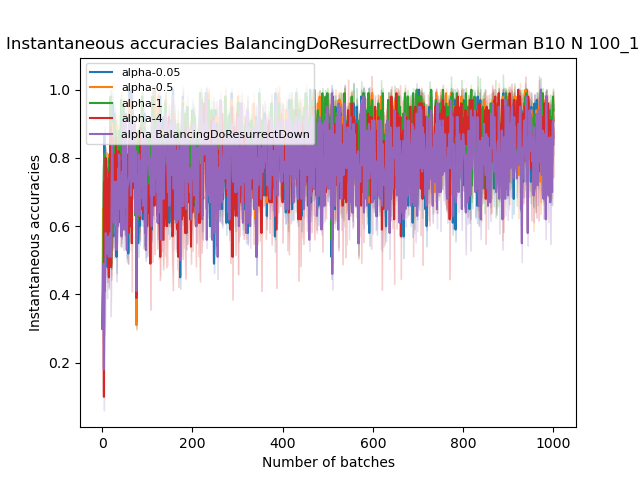 Instantaneous accuracies BalancingDoResurrectDown German B10 N 100_1
alpha-0.05
alpha-0.5
alpha-1
alpha-4
alpha BalancingDoResurrectDown
Instantaneous accuracies
1.0
0.8
0.6
0.4
0.2
0 200 400 600 800 1000
Number of batches